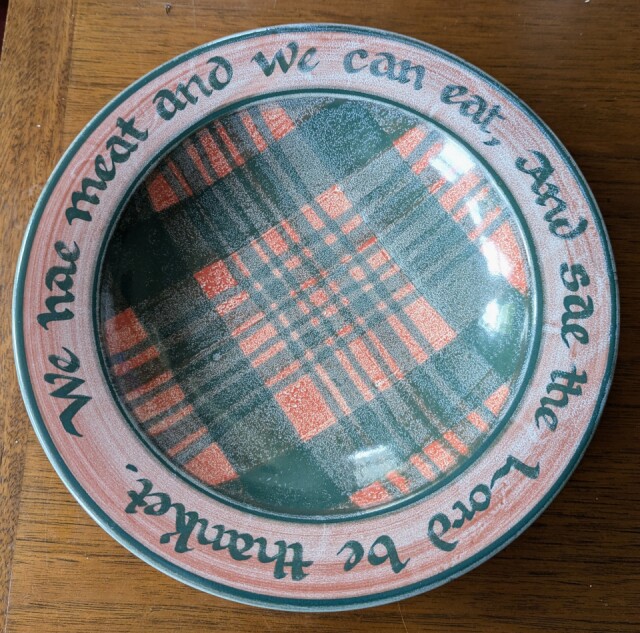 We hae meat and we can eat, And sae the Lord be thanket.